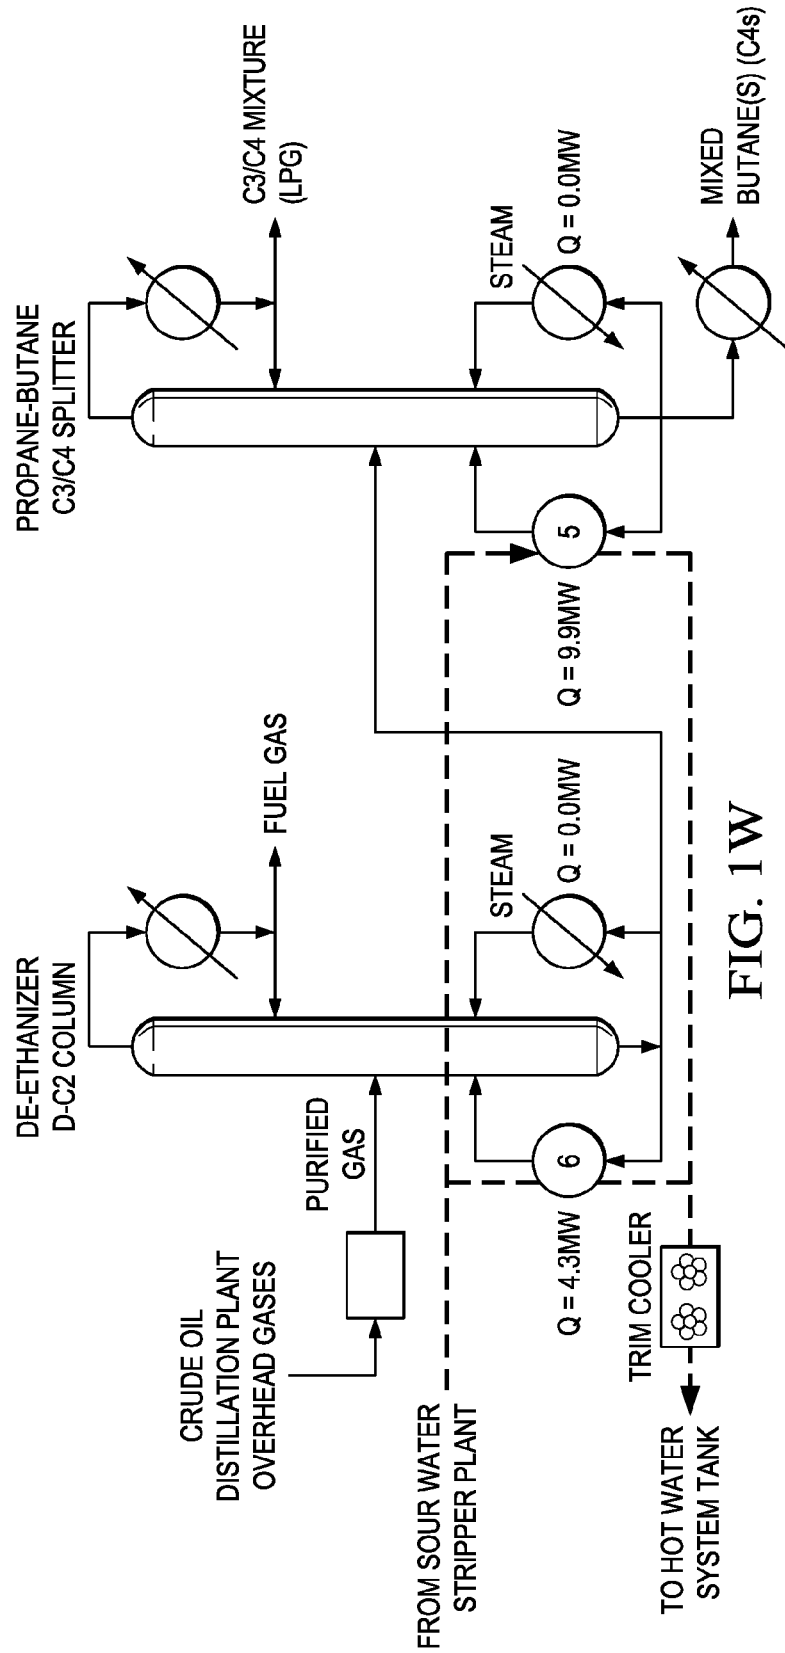 DE-ETHANIZER
D-C2 COLUMN
PROPANE-BUTANE
C3/C4 SPLITTER
FUEL GAS
C3/C4 MIXTURE
(LPG)
CRUDE OIL
DISTILLATION PLANT
OVERHEAD GASES
PURIFIED
GAS
STEAM
Q = 0.0MW
STEAM
Q = 0.0MW
FROM SOUR WATER
STRIPPER PLANT
6
Q = 4.3MW
5
Q = 9.9MW
TRIM COOLER
TO HOT WATER
SYSTEM TANK
MIXED
BUTANE(S) (C4s)
FIG. 1W